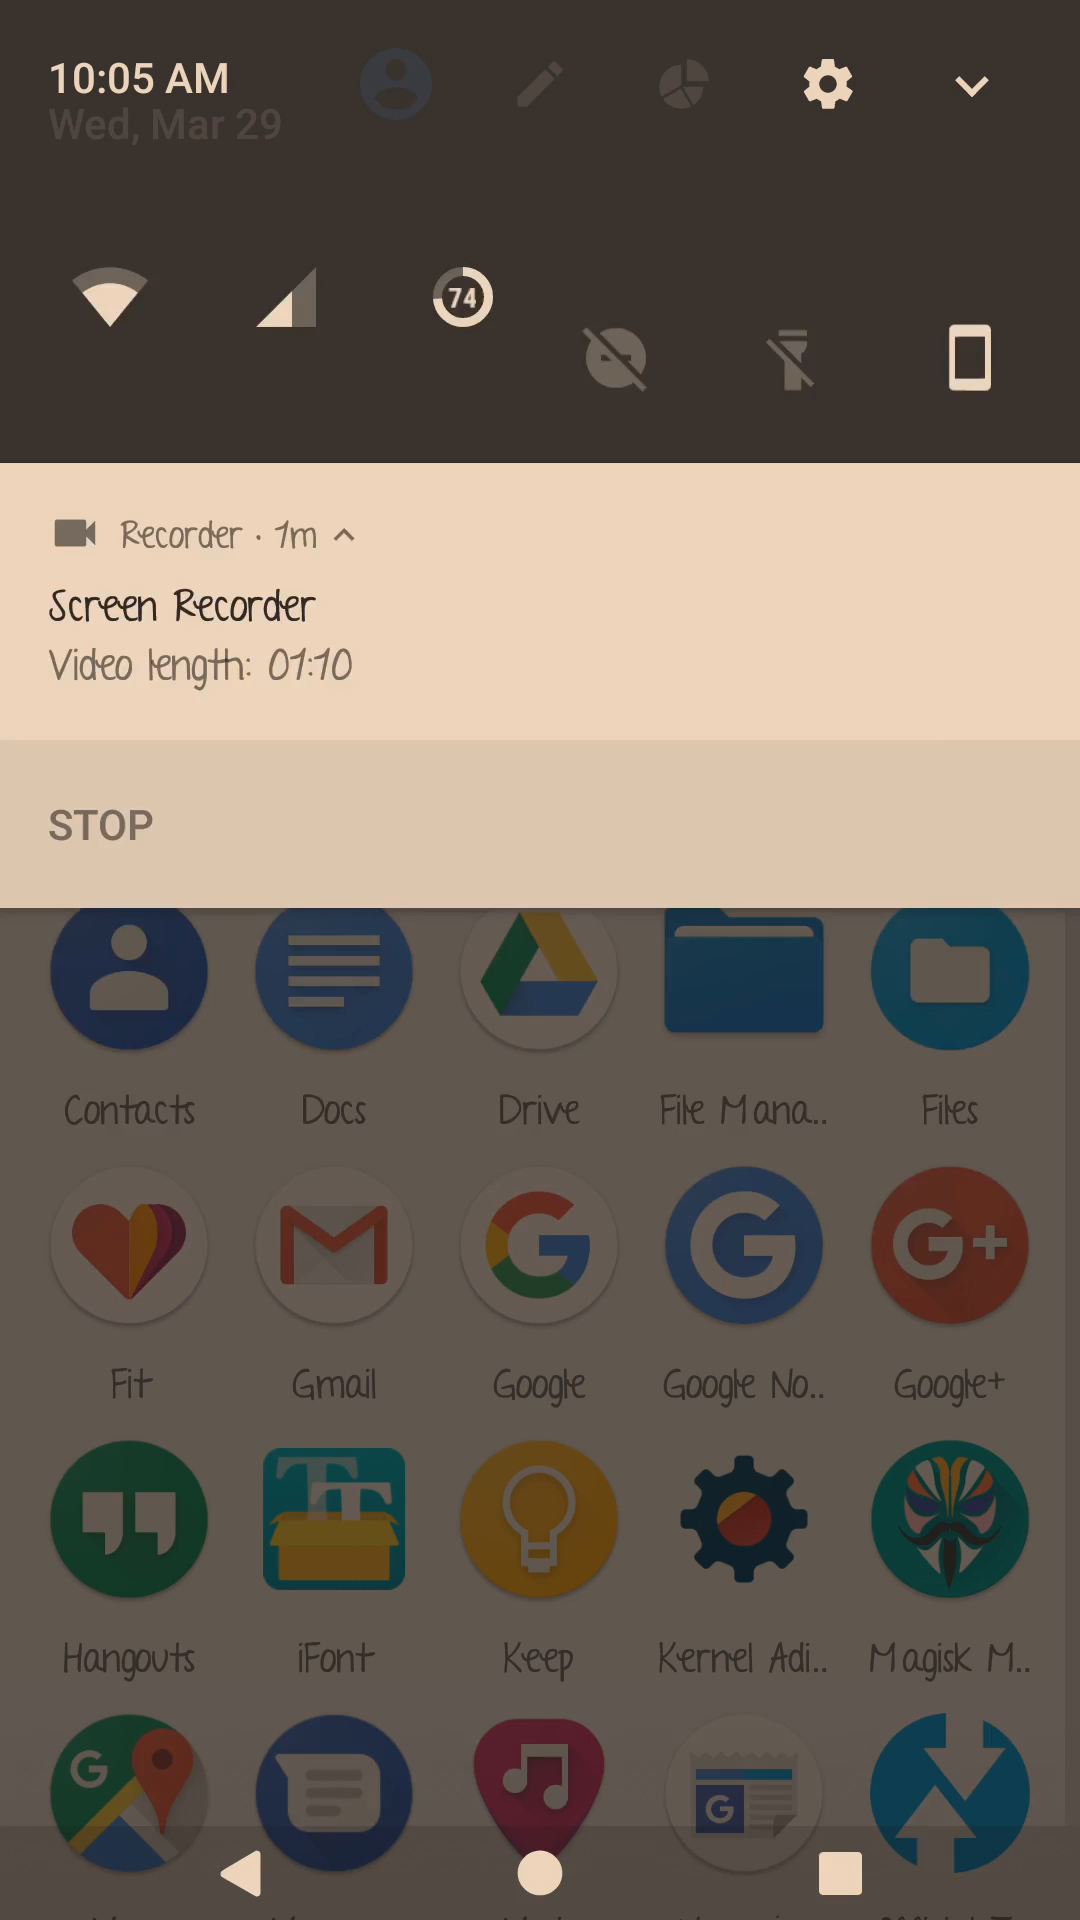 10:05 AM
Wed, Mar 29
74
Recorder · 1m
Screen Recorder
Video length: 01:10
STOP
Contacts Docs Drive File Mana.. Files
Fit Gmail Google Google No.. Google+
Hangouts iFont Keep Kernel Adi.. Magisk M..